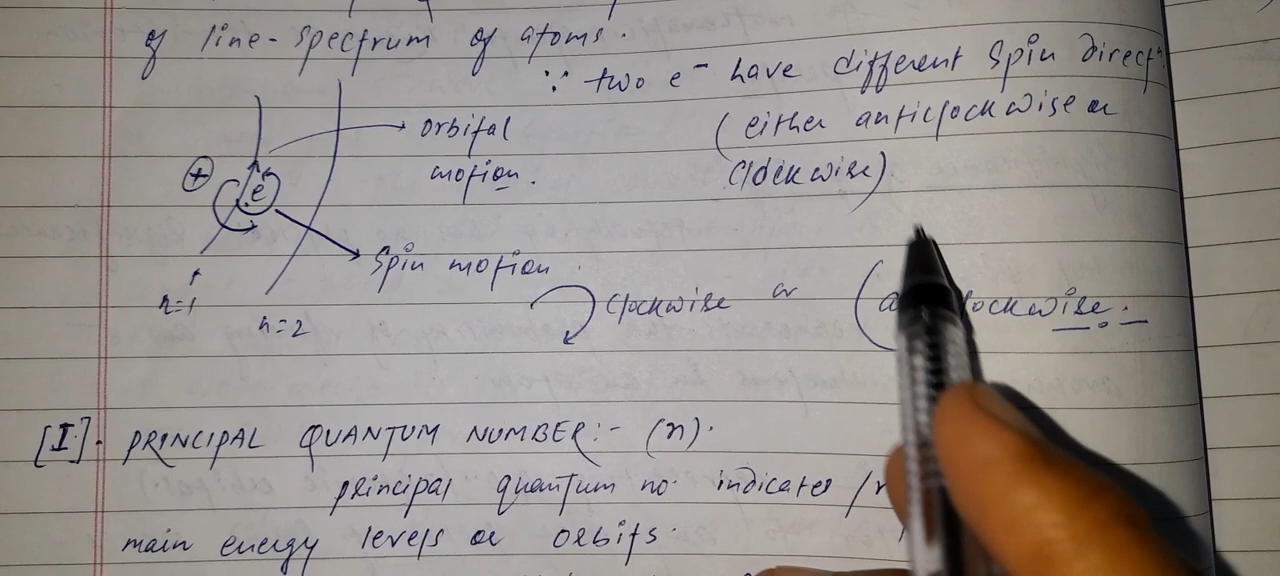 of line-spectrum of atoms.
∵ two e⁻ have different spin directⁿ
(either anticlockwise or
clockwise).
orbital
motion.
+
e
spin motion
n=1
n=2
clockwise or
[I]. PRINCIPAL QUANTUM NUMBER:- (n).
principal quantum no. indicates
main energy levels or orbits.